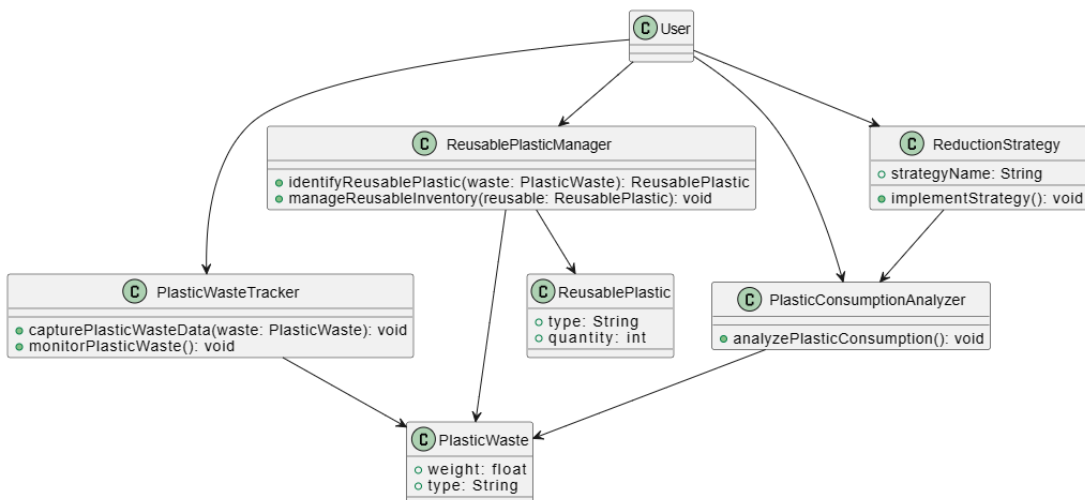 C User
C ReusablePlasticManager
identifyReusablePlastic(waste: PlasticWaste): ReusablePlastic
manageReusableInventory(reusable: ReusablePlastic): void
C ReductionStrategy
strategyName: String
implementStrategy(): void
C PlasticWasteTracker
capturePlasticWasteData(waste: PlasticWaste): void
monitorPlasticWaste(): void
C ReusablePlastic
type: String
quantity: int
C PlasticConsumptionAnalyzer
analyzePlasticConsumption(): void
C PlasticWaste
weight: float
type: String